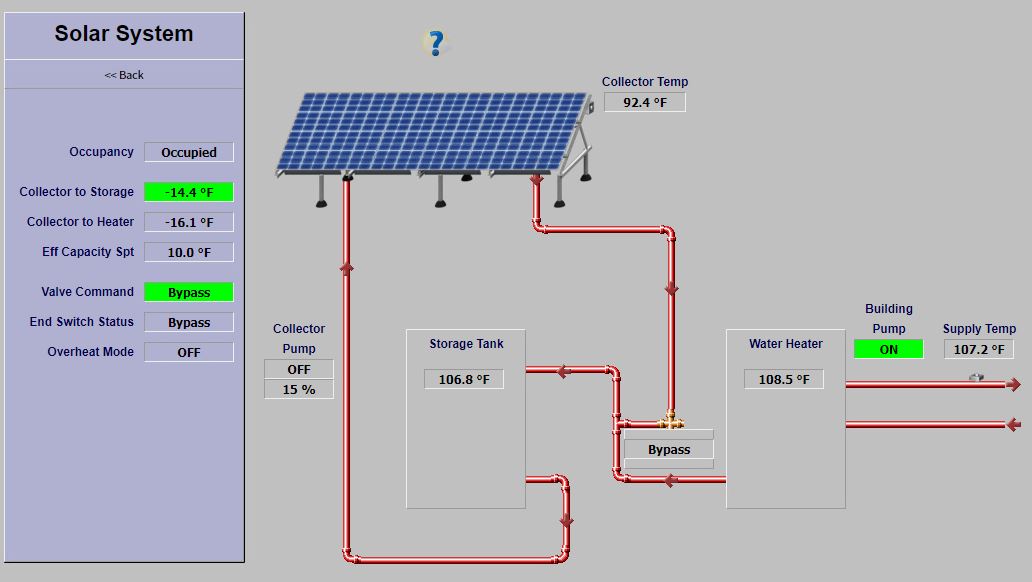 Solar System
<< Back
Occupancy Occupied
Collector to Storage -14.4 °F
Collector to Heater -16.1 °F
Eff Capacity Spt 10.0 °F
Valve Command Bypass
End Switch Status Bypass
Overheat Mode OFF
?
Collector Temp
92.4 °F
Collector
Pump
OFF
15 %
Storage Tank
106.8 °F
Bypass
Water Heater
108.5 °F
Building
Pump
ON
Supply Temp
107.2 °F